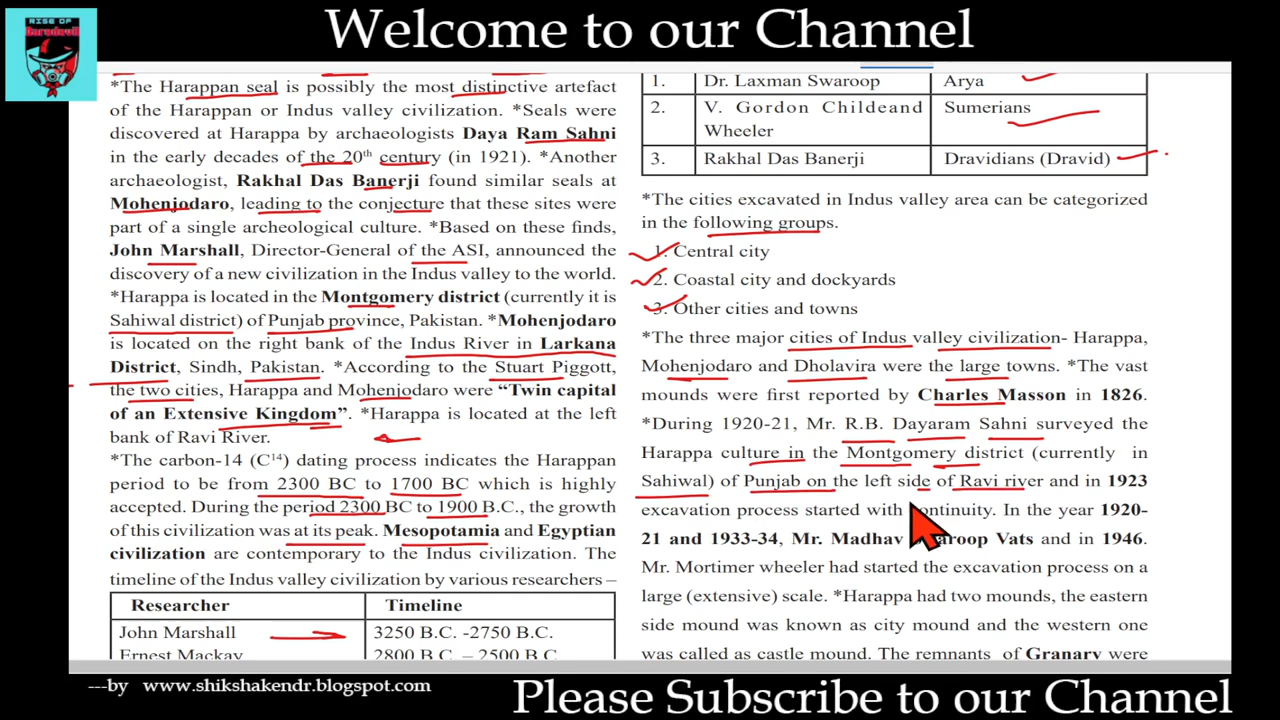 Welcome to our Channel
RISE OF
Daredevil
*The Harappan seal is possibly the most distinctive artefact
of the Harappan or Indus valley civilization. *Seals were
discovered at Harappa by archaeologists Daya Ram Sahni
in the early decades of the 20th century (in 1921). *Another
archaeologist, Rakhal Das Banerji found similar seals at
Mohenjodaro, leading to the conjecture that these sites were
part of a single archeological culture. *Based on these finds,
John Marshall, Director-General of the ASI, announced the
discovery of a new civilization in the Indus valley to the world.
*Harappa is located in the Montgomery district (currently it is
Sahiwal district) of Punjab province, Pakistan. *Mohenjodaro
is located on the right bank of the Indus River in Larkana
District, Sindh, Pakistan. *According to the Stuart Piggott,
the two cities, Harappa and Mohenjodaro were “Twin capital
of an Extensive Kingdom”. *Harappa is located at the left
bank of Ravi River.
*The carbon-14 (C14) dating process indicates the Harappan
period to be from 2300 BC to 1700 BC which is highly
accepted. During the period 2300 BC to 1900 B.C., the growth
of this civilization was at its peak. Mesopotamia and Egyptian
civilization are contemporary to the Indus civilization. The
timeline of the Indus valley civilization by various researchers –
Researcher Timeline
John Marshall 3250 B.C. -2750 B.C.
Ernest Mackay 2800 B.C. – 2500 B.C.
1. Dr. Laxman Swaroop Arya
2. V. Gordon Childeand Sumerians
Wheeler
3. Rakhal Das Banerji Dravidians (Dravid)
*The cities excavated in Indus valley area can be categorized
in the following groups.
1. Central city
2. Coastal city and dockyards
3. Other cities and towns
*The three major cities of Indus valley civilization- Harappa,
Mohenjodaro and Dholavira were the large towns. *The vast
mounds were first reported by Charles Masson in 1826.
*During 1920-21, Mr. R.B. Dayaram Sahni surveyed the
Harappa culture in the Montgomery district (currently in
Sahiwal) of Punjab on the left side of Ravi river and in 1923
excavation process started with continuity. In the year 1920-
21 and 1933-34, Mr. Madhav Vats and in 1946.
Mr. Mortimer wheeler had started the excavation process on a
large (extensive) scale. *Harappa had two mounds, the eastern
side mound was known as city mound and the western one
was called as castle mound. The remnants of Granary were
---by www.shikshakendr.blogspot.com
Please Subscribe to our Channel